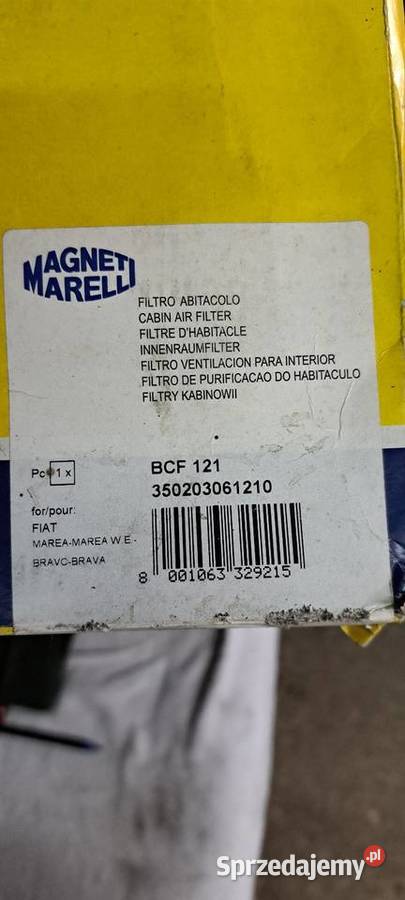 MAGNETI
MARELLI
FILTRO ABITACOLO
CABIN AIR FILTER
FILTRE D'HABITACLE
INNENRAUMFILTER
FILTRO VENTILACION PARA INTERIOR
FILTRO DE PURIFICACAO DO HABITACULO
FILTRY KABINOWII
Pc 1 x
BCF 121
350203061210
for/pour:
FIAT
MAREA-MAREA W.E -
BRAVO-BRAVA
8 001063 329215
Sprzedajemy.pl